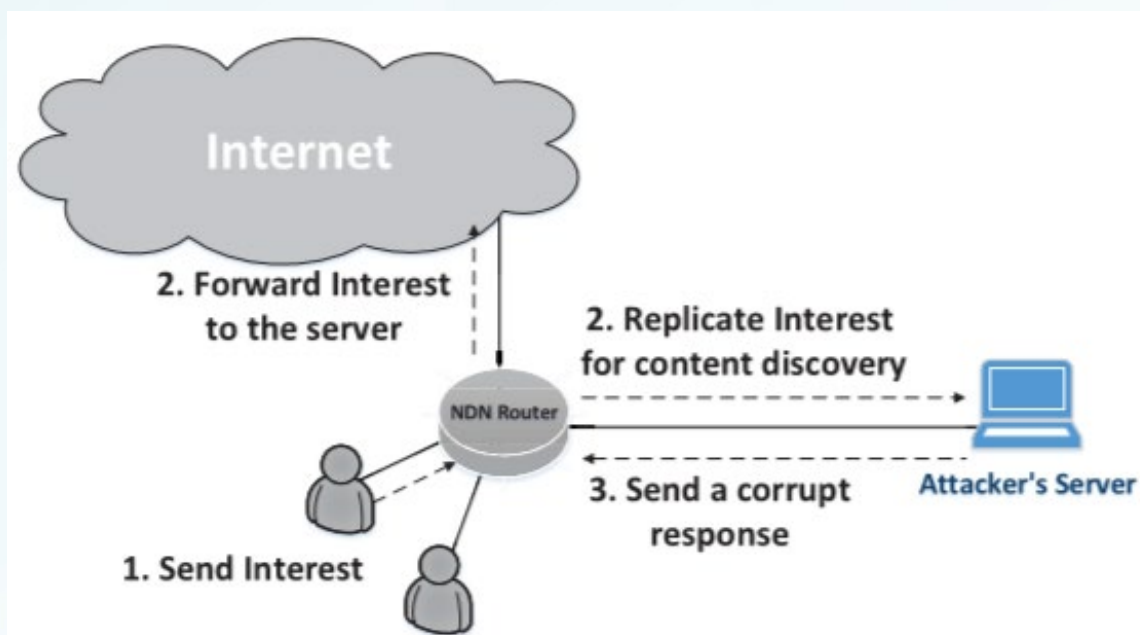 Internet
2. Forward Interest
to the server
2. Replicate Interest
for content discovery
NDN Router
3. Send a corrupt
response
Attacker's Server
1. Send Interest